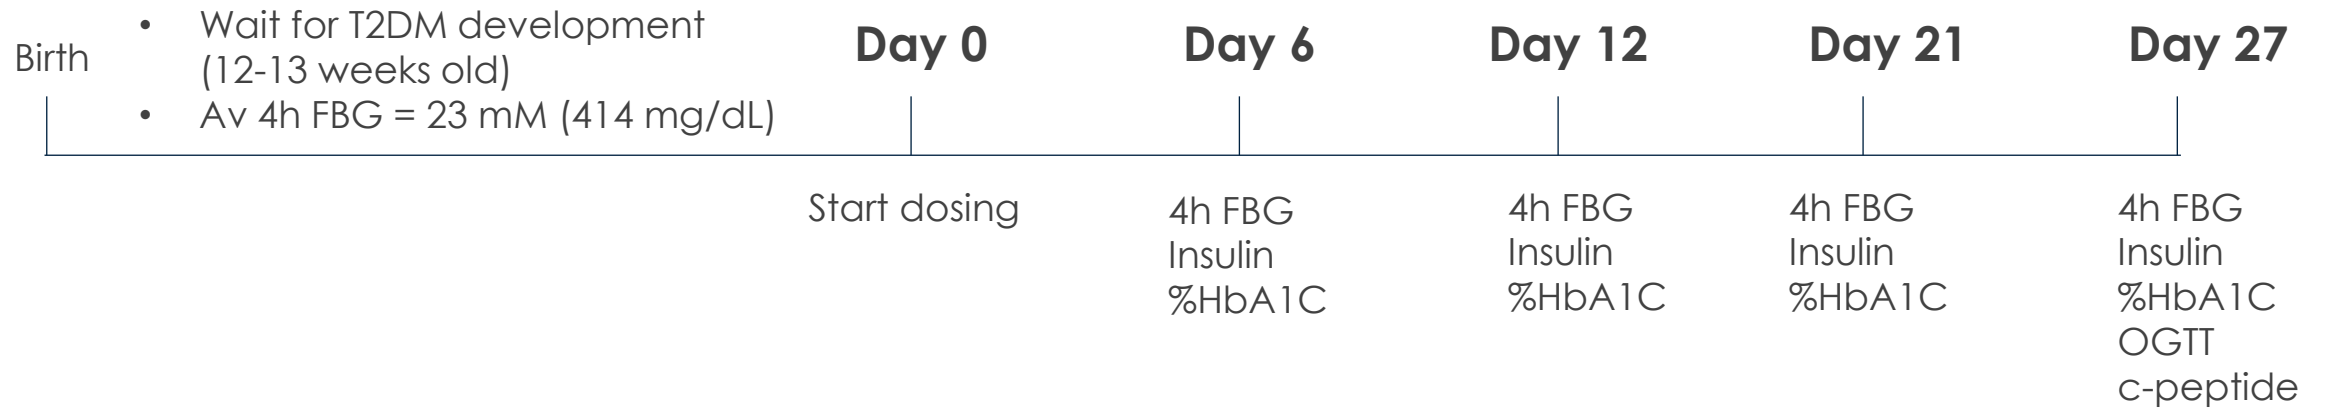 Birth
• Wait for T2DM development
(12-13 weeks old)
• Av 4h FBG = 23 mM (414 mg/dL)
Day 0
Day 6
Day 12
Day 21
Day 27
Start dosing
4h FBG
Insulin
%HbA1C
4h FBG
Insulin
%HbA1C
4h FBG
Insulin
%HbA1C
4h FBG
Insulin
%HbA1C
OGTT
c-peptide